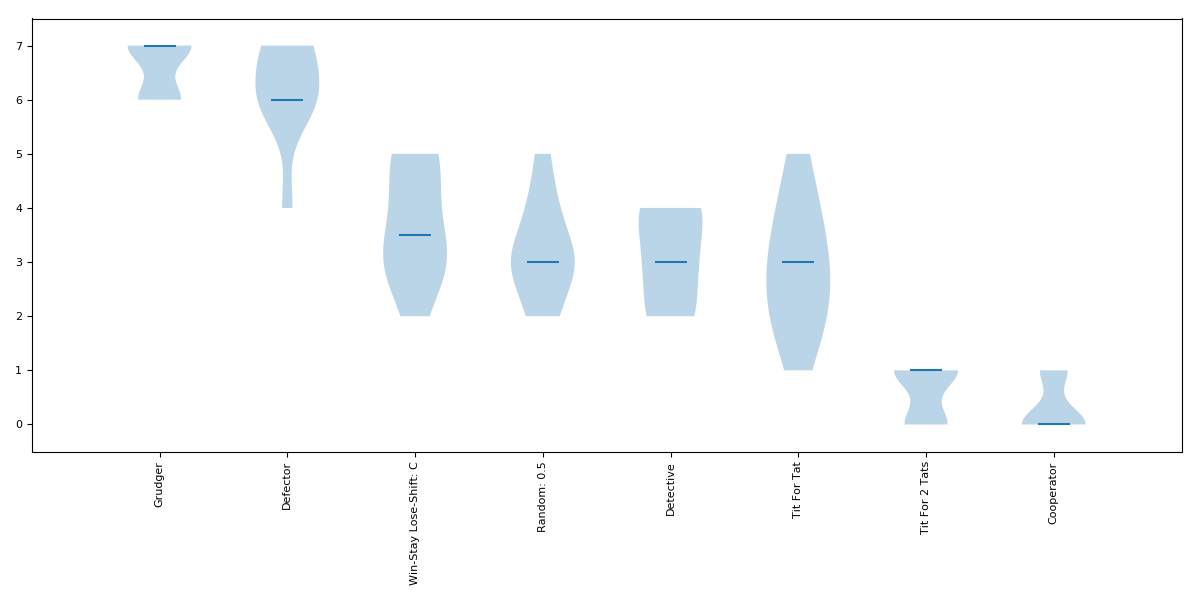 7
6
5
4
3
2
1
0
Grudger
Defector
Win-Stay Lose-Shift: C
Random: 0.5
Detective
Tit For Tat
Tit For 2 Tats
Cooperator